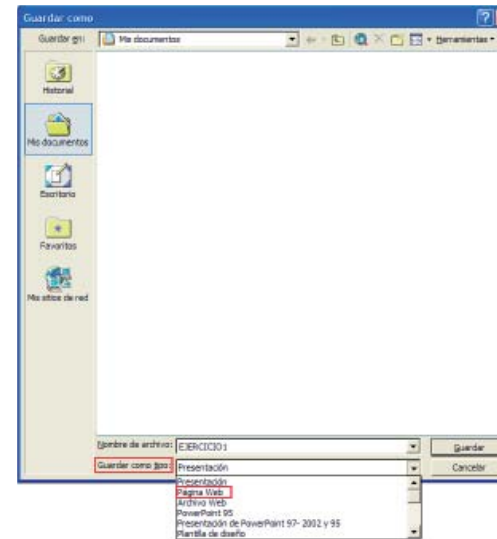 Guardar como
Guardar en: Mis documentos Herramientas
Historial
Mis documentos
Escritorio
Favoritos
Mis sitios de red
Nombre de archivo: EJERCICIO1 Guardar
Guardar como tipo: Presentación Cancelar
Presentación
Página Web
Archivo Web
PowerPoint 95
Presentación de PowerPoint 97- 2002 y 95
Plantilla de diseño